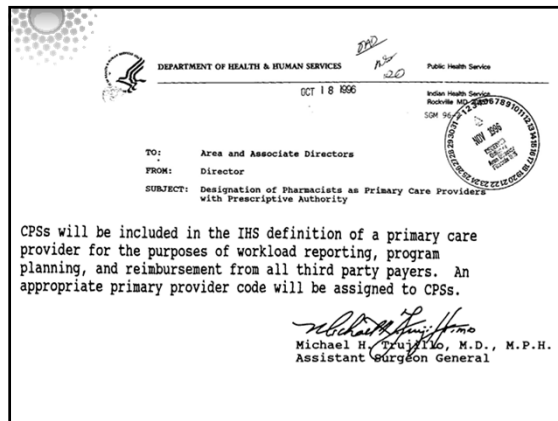 DEPARTMENT OF HEALTH & HUMAN SERVICES
Public Health Service
OCT 18 1996
Indian Health Service
Rockville MD
SGM 96-
NOV 1996
TO: Area and Associate Directors
FROM: Director
SUBJECT: Designation of Pharmacists as Primary Care Providers
with Prescriptive Authority
CPSs will be included in the IHS definition of a primary care
provider for the purposes of workload reporting, program
planning, and reimbursement from all third party payers. An
appropriate primary provider code will be assigned to CPSs.
Michael H. Trujillo, M.D., M.P.H.
Assistant Surgeon General